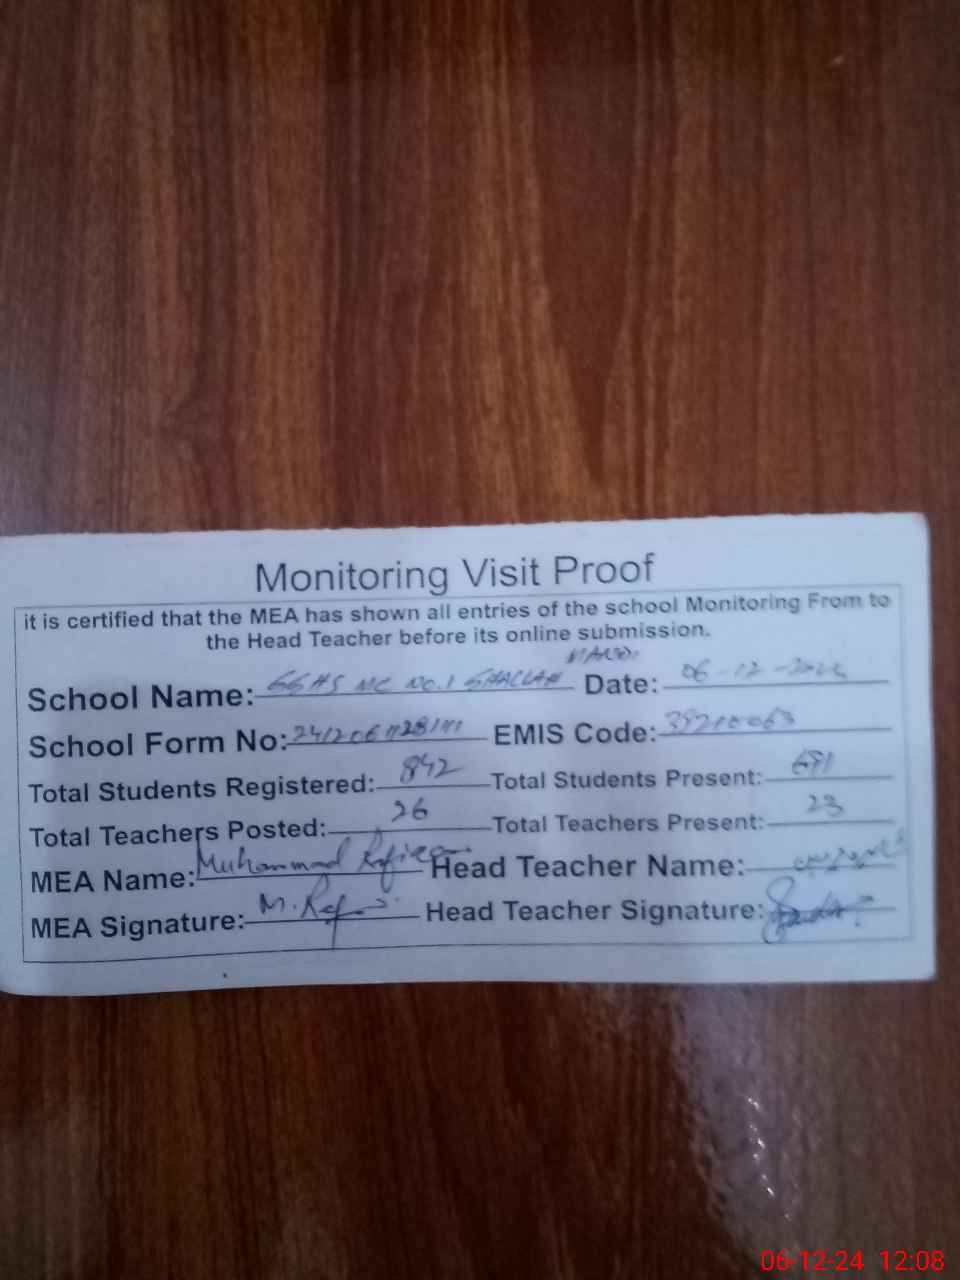 Monitoring Visit Proof
it is certified that the MEA has shown all entries of the school Monitoring From to
the Head Teacher before its online submission.
MANDI
School Name: GGHS MC NO.1 SHALLAH Date: 06-12-2024
School Form No: EMIS Code:
Total Students Registered: 842 Total Students Present: 691
Total Teachers Posted: 26 Total Teachers Present: 23
MEA Name: Muhammad Head Teacher Name:
MEA Signature: Head Teacher Signature:
06-12-24 12:08